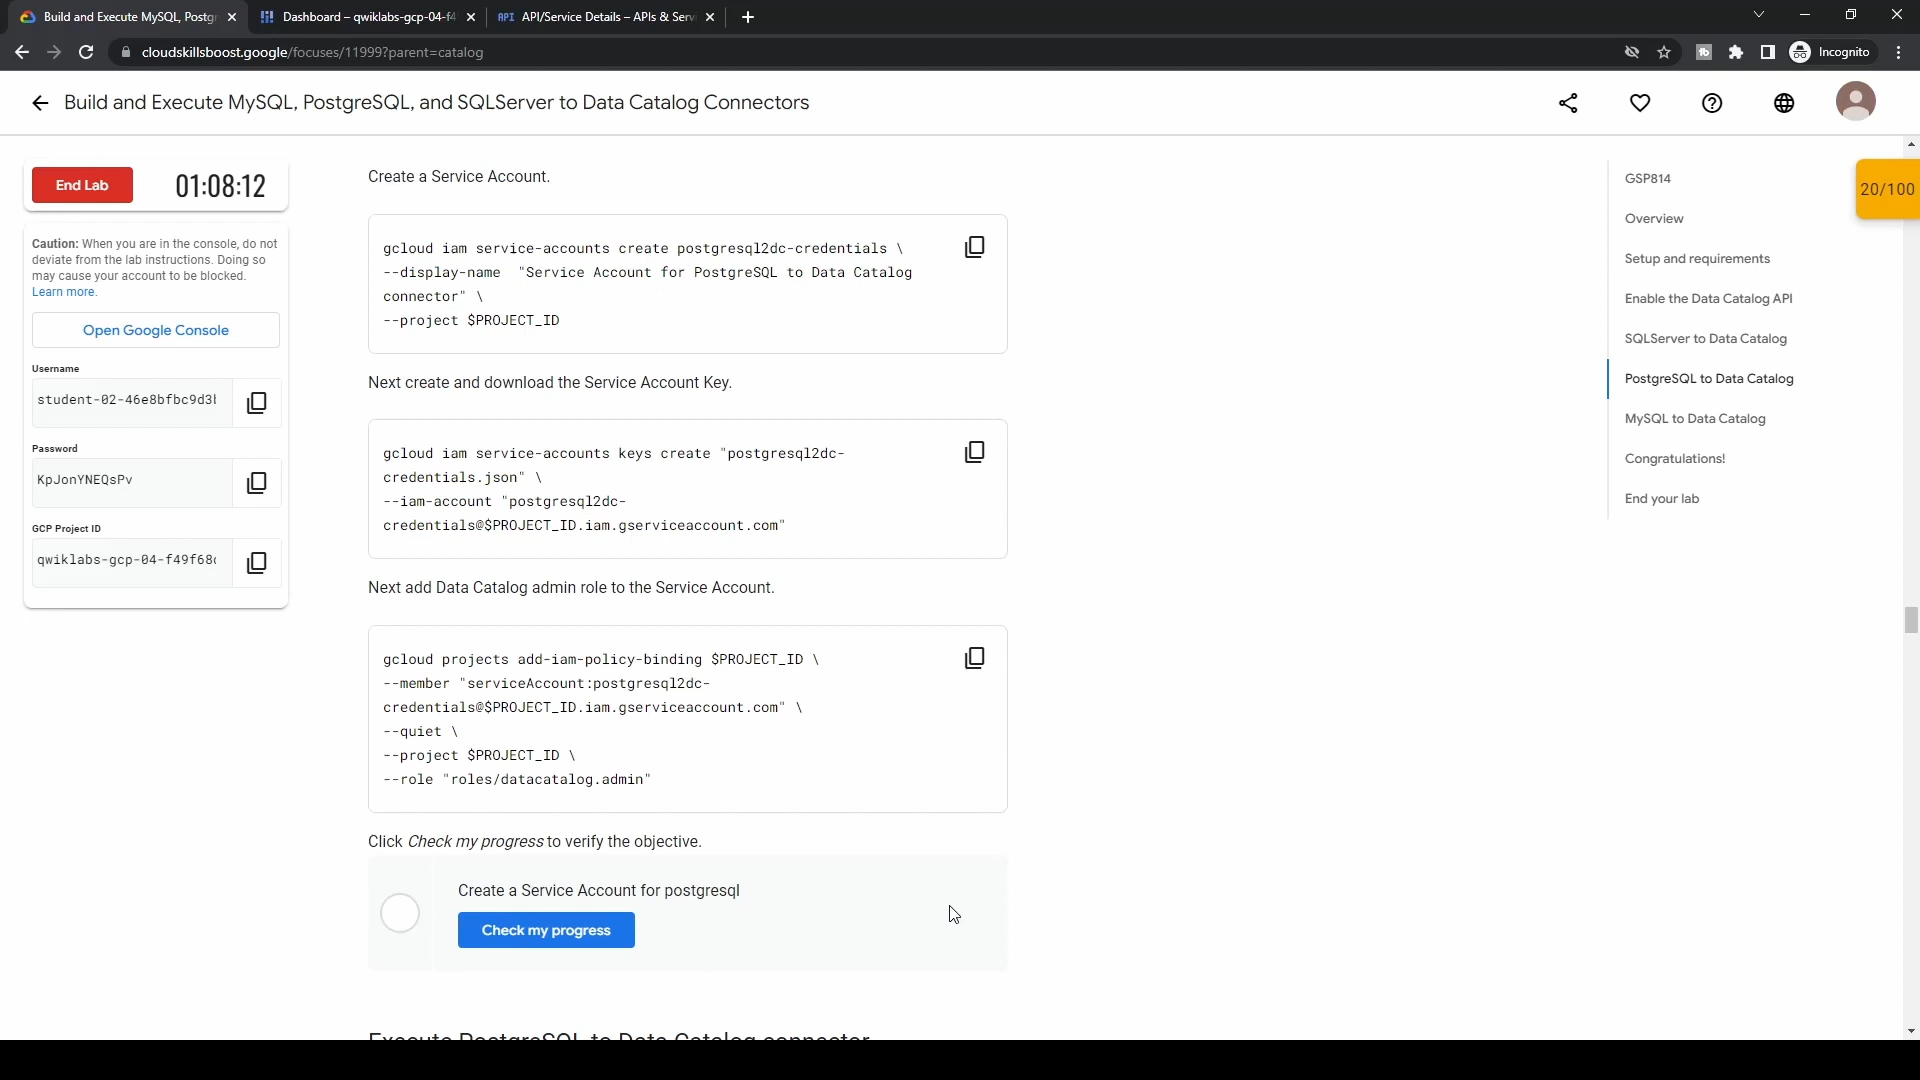 Build and Execute MySQL, Postgr
Dashboard – qwiklabs-gcp-04-f4
API API/Service Details – APIs & Servi
cloudskillsboost.google/focuses/11999?parent=catalog
Incognito
Build and Execute MySQL, PostgreSQL, and SQLServer to Data Catalog Connectors
End Lab
01:08:12
Caution: When you are in the console, do not
deviate from the lab instructions. Doing so
may cause your account to be blocked.
Learn more.
Open Google Console
Username
student-02-46e8bfbc9d3
Password
KpJonYNEQsPv
GCP Project ID
qwiklabs-gcp-04-f49f68
Create a Service Account.
gcloud iam service-accounts create postgresql2dc-credentials \
--display-name  "Service Account for PostgreSQL to Data Catalog
connector" \
--project $PROJECT_ID
Next create and download the Service Account Key.
gcloud iam service-accounts keys create "postgresql2dc-
credentials.json" \
--iam-account "postgresql2dc-
credentials@$PROJECT_ID.iam.gserviceaccount.com"
Next add Data Catalog admin role to the Service Account.
gcloud projects add-iam-policy-binding $PROJECT_ID \
--member "serviceAccount:postgresql2dc-
credentials@$PROJECT_ID.iam.gserviceaccount.com" \
--quiet \
--project $PROJECT_ID \
--role "roles/datacatalog.admin"
Click Check my progress to verify the objective.
Create a Service Account for postgresql
Check my progress
Execute PostgreSQL to Data Catalog connector
GSP814
Overview
Setup and requirements
Enable the Data Catalog API
SQLServer to Data Catalog
PostgreSQL to Data Catalog
MySQL to Data Catalog
Congratulations!
End your lab
20/100